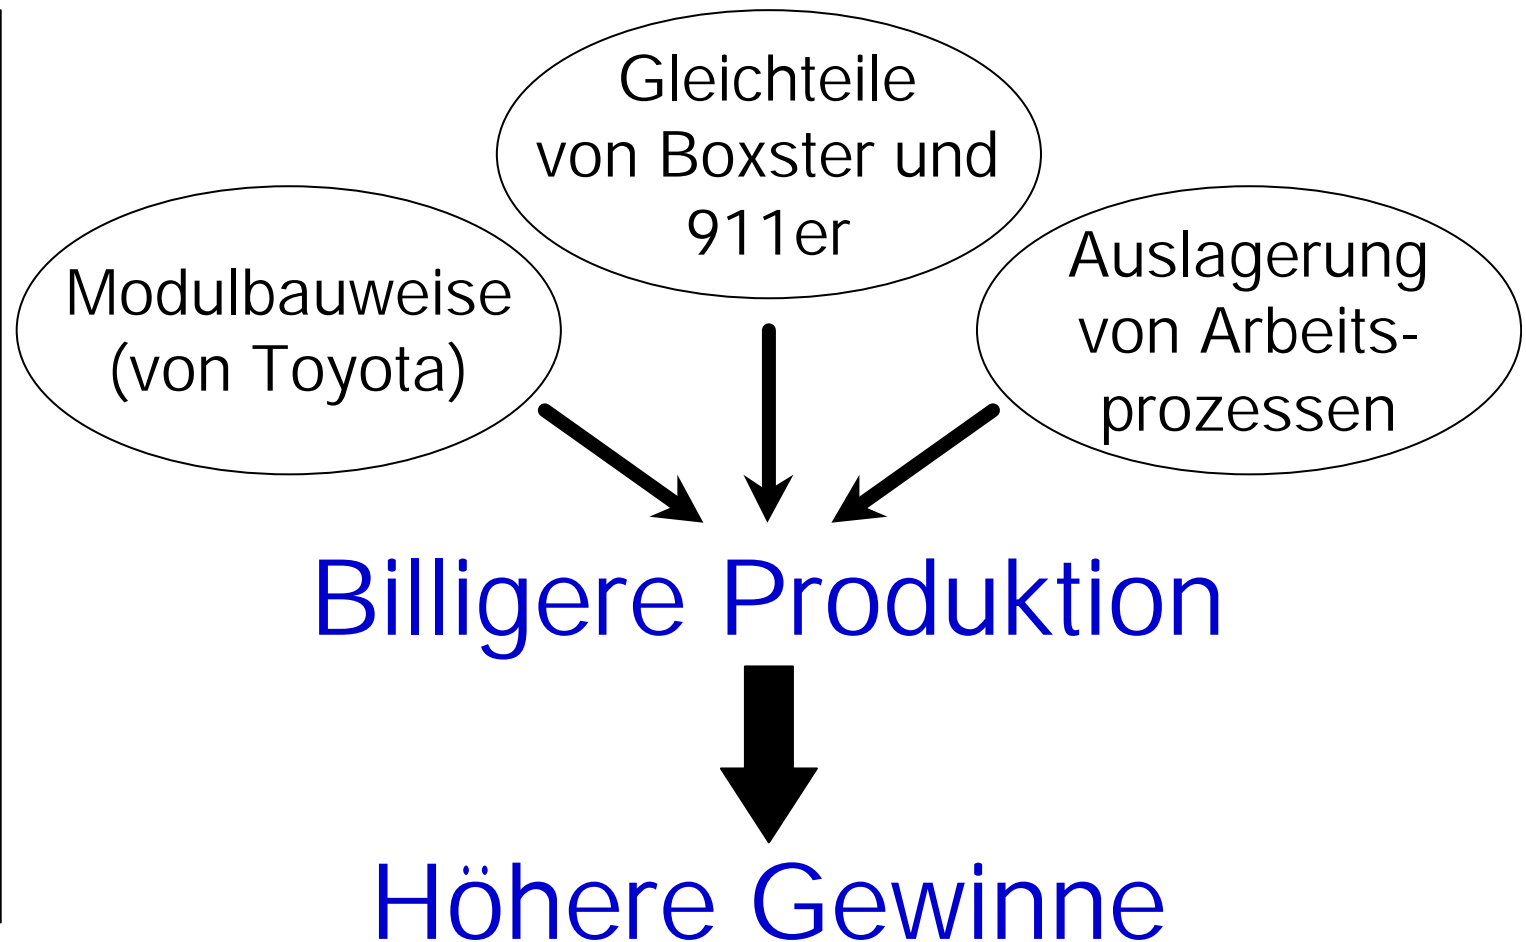 Gleichteile
von Boxster und
911er
Modulbauweise
(von Toyota)
Auslagerung
von Arbeits-
prozessen
Billigere Produktion
Höhere Gewinne